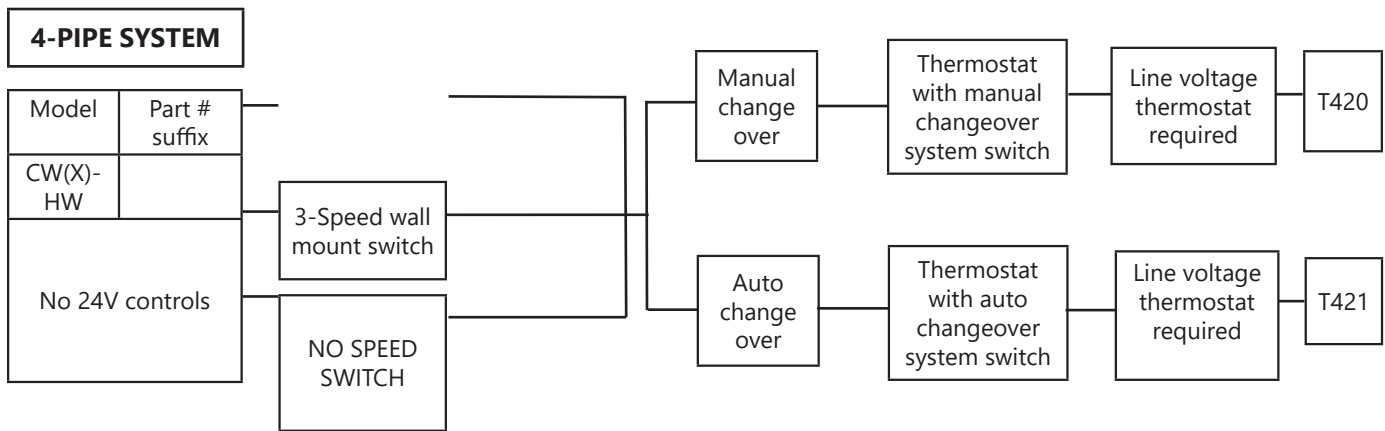 4-PIPE SYSTEM
Model
Part #
suffix
CW(X)-
HW
No 24V controls
3-Speed wall
mount switch
NO SPEED
SWITCH
Manual
change
over
Thermostat
with manual
changeover
system switch
Line voltage
thermostat
required
T420
Auto
change
over
Thermostat
with auto
changeover
system switch
Line voltage
thermostat
required
T421